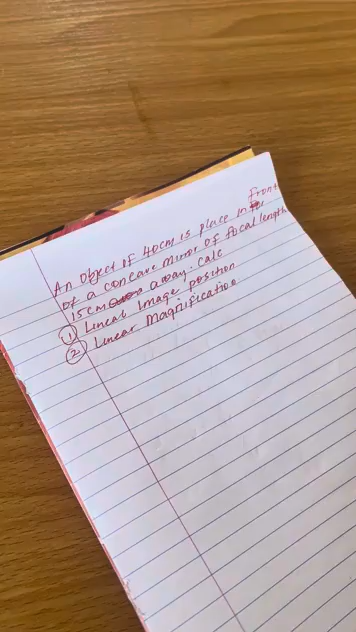 An object of 40cm is place in front
of a concave mirror of focal length
15cm away. calc
① Linear Image position
② Linear Magnification